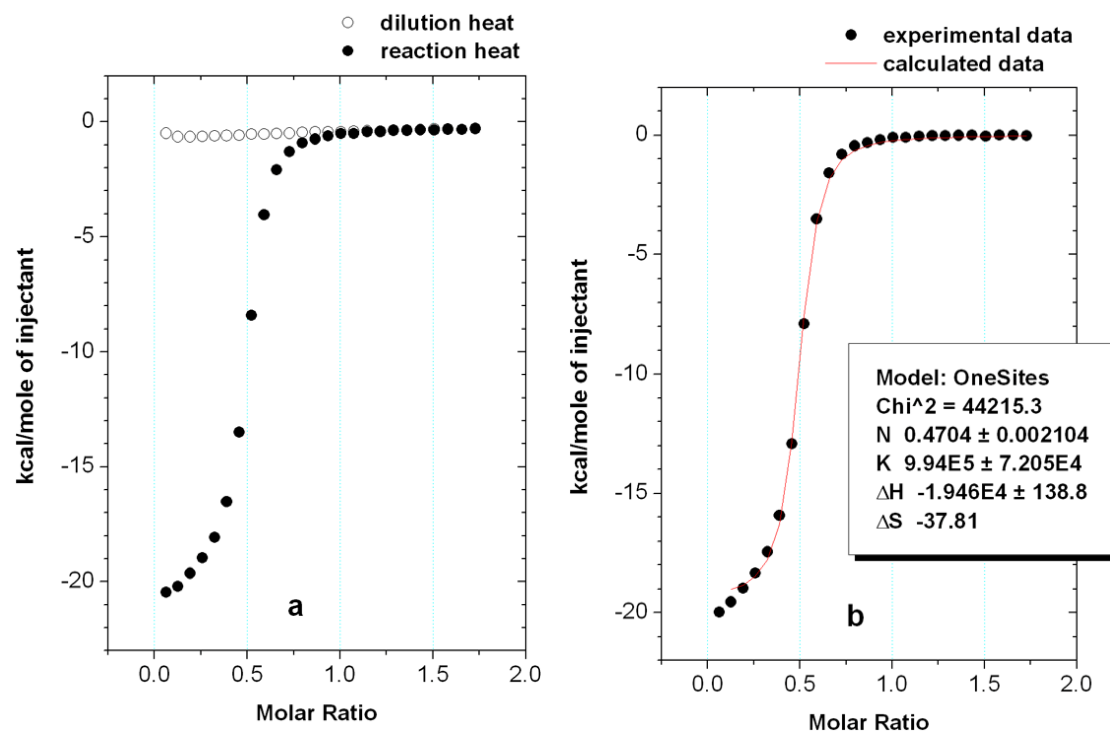 dilution heat
reaction heat
0
-5
-10
-15
-20
kcal/mole of injectant
a
0.0 0.5 1.0 1.5 2.0
Molar Ratio
experimental data
calculated data
0
-5
-10
-15
-20
kcal/mole of injectant
Model: OneSites
Chi^2 = 44215.3
N 0.4704 ± 0.002104
K 9.94E5 ± 7.205E4
ΔH -1.946E4 ± 138.8
ΔS -37.81
b
0.0 0.5 1.0 1.5 2.0
Molar Ratio